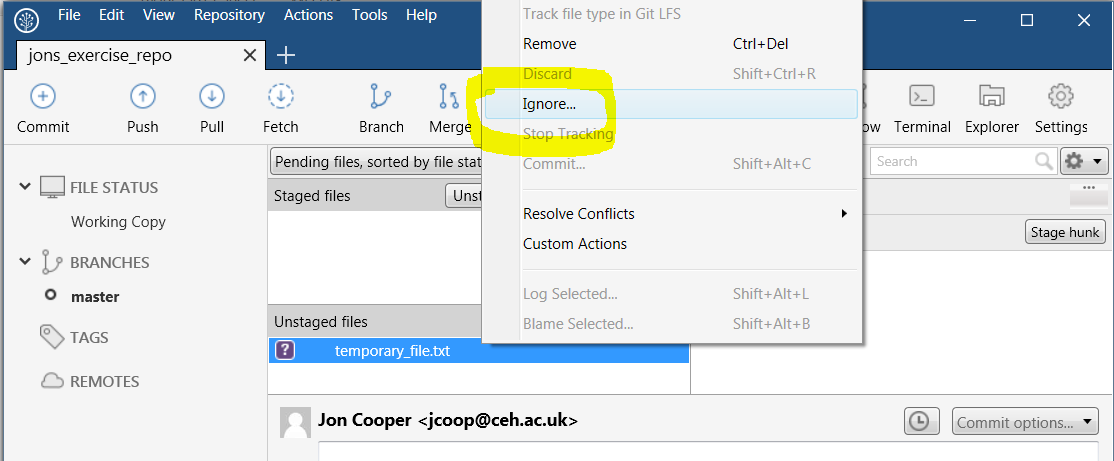 File Edit View Repository Actions Tools Help
jons_exercise_repo
Commit Push Pull Fetch Branch Merge Terminal Explorer Settings
Track file type in Git LFS
Remove Ctrl+Del
Discard Shift+Ctrl+R
Ignore...
Stop Tracking
Commit... Shift+Alt+C
Resolve Conflicts
Custom Actions
Log Selected... Shift+Alt+L
Blame Selected... Shift+Alt+B
Pending files, sorted by file stat
Search
FILE STATUS
Working Copy
BRANCHES
master
TAGS
REMOTES
Staged files Unst
Stage hunk
Unstaged files
temporary_file.txt
Jon Cooper <jcoop@ceh.ac.uk>
Commit options...